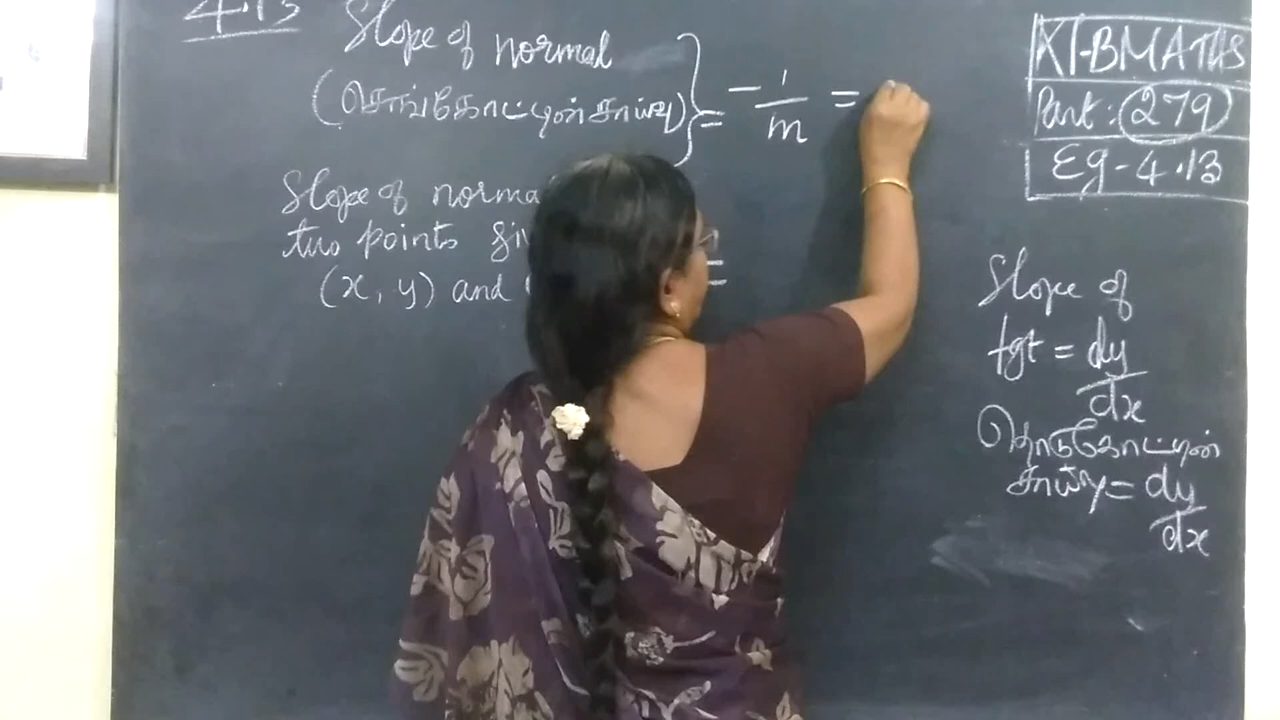 4.13 Slope of normal
(செங்கோட்டின் சாய்வு) } = - 1/m =
Slope of norma
two points
(x, y) and =
XI-BMATHS
Part: 279
Eg-4.13
Slope of
tgt = dy/dx
தொடுகோட்டின்
சாய்வு = dy/dx